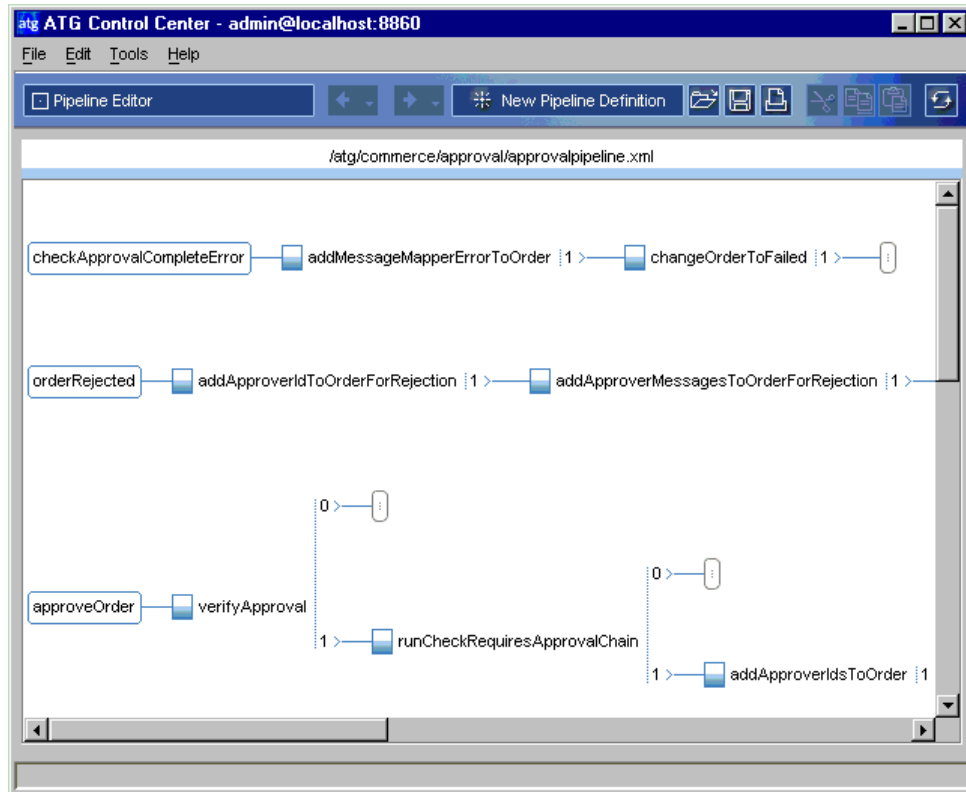 atg ATG Control Center - admin@localhost:8860
File Edit Tools Help
Pipeline Editor New Pipeline Definition
/atg/commerce/approval/approvalpipeline.xml
checkApprovalCompleteError addMessageMapperErrorToOrder 1 changeOrderToFailed 1
orderRejected addApproverIdToOrderForRejection 1 addApproverMessagesToOrderForRejection 1
0
0
approveOrder verifyApproval
1 runCheckRequiresApprovalChain
1 addApproverIdsToOrder 1